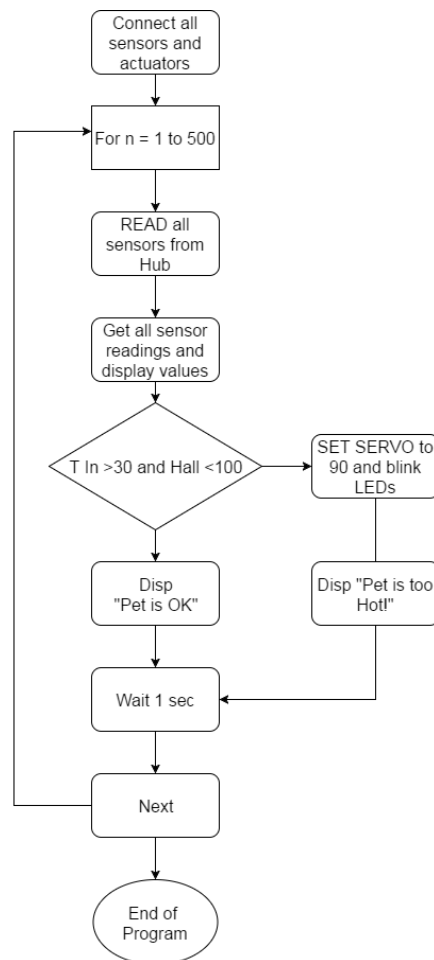 Connect all
sensors and
actuators
For n = 1 to 500
READ all
sensors from
Hub
Get all sensor
readings and
display values
T In >30 and Hall <100
SET SERVO to
90 and blink
LEDs
Disp
"Pet is OK"
Disp "Pet is too
Hot!"
Wait 1 sec
Next
End of
Program